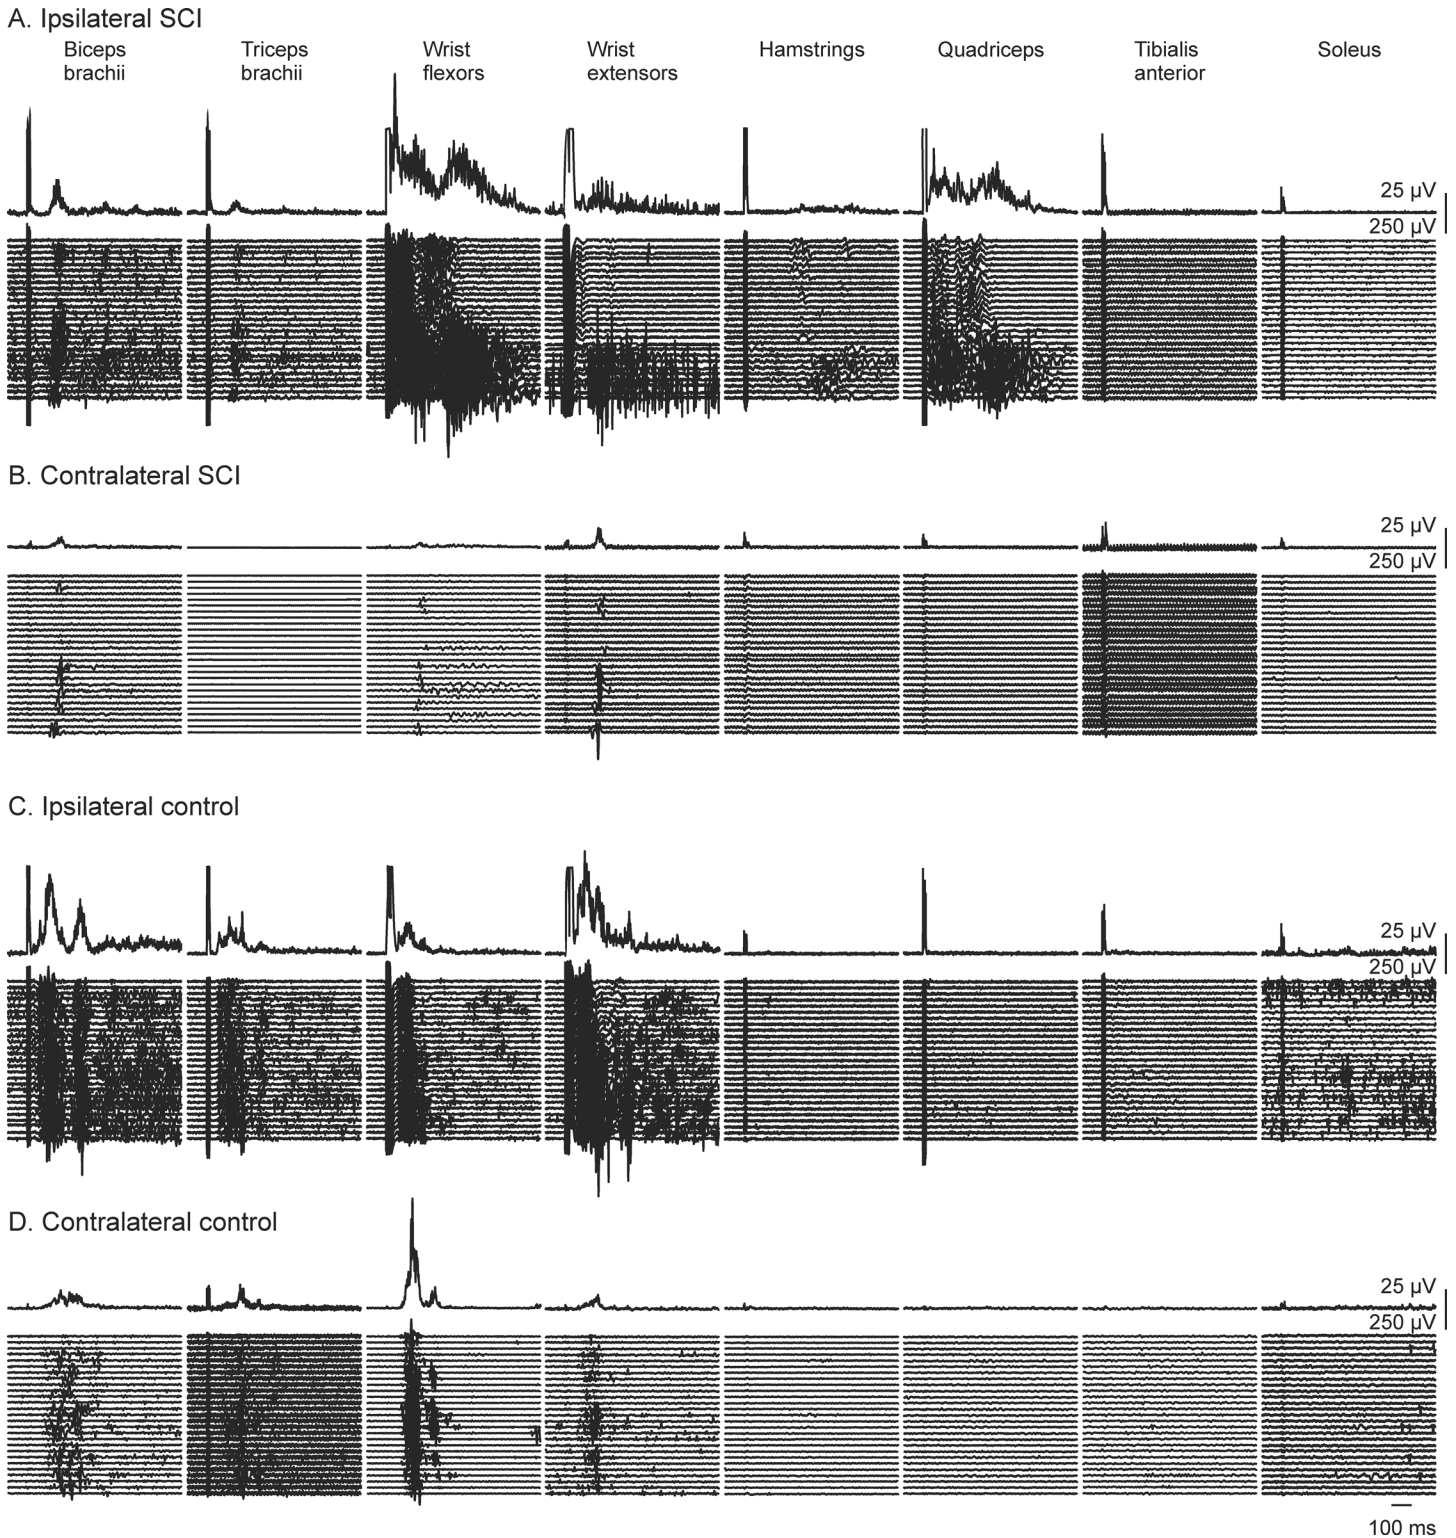 A. Ipsilateral SCI
Biceps
brachii
Triceps
brachii
Wrist
flexors
Wrist
extensors
Hamstrings
Quadriceps
Tibialis
anterior
Soleus
25 µV
250 µV
B. Contralateral SCI
25 µV
250 µV
C. Ipsilateral control
25 µV
250 µV
D. Contralateral control
25 µV
250 µV
100 ms